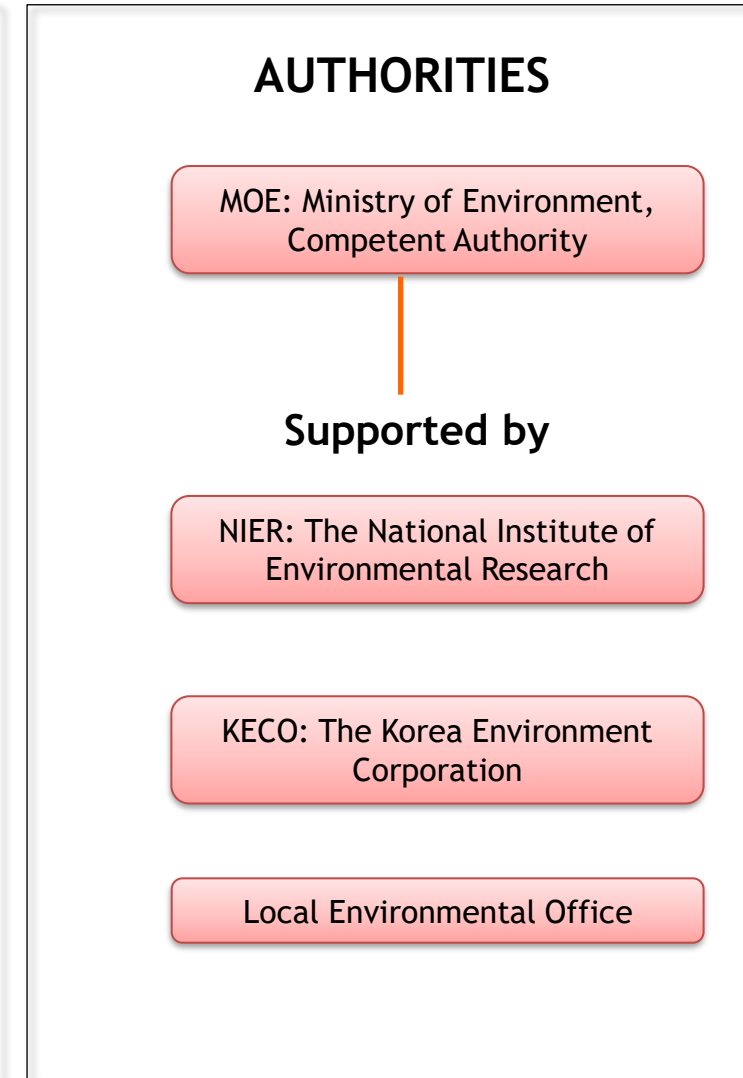 AUTHORITIES
MOE: Ministry of Environment,
Competent Authority
Supported by
NIER: The National Institute of
Environmental Research
KECO: The Korea Environment
Corporation
Local Environmental Office